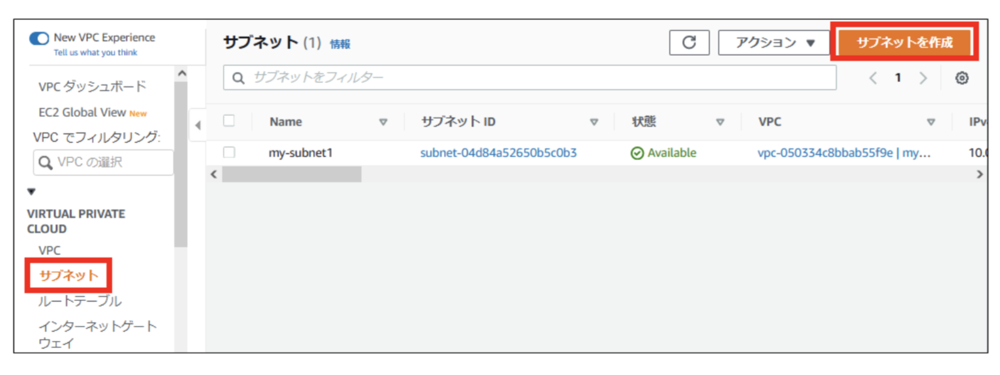 New VPC Experience
Tell us what you think
VPC ダッシュボード
EC2 Global View New
VPC でフィルタリング:
VPC の選択
VIRTUAL PRIVATE
CLOUD
VPC
サブネット
ルートテーブル
インターネットゲート
ウェイ
サブネット (1) 情報
アクション
サブネットを作成
サブネットをフィルター
1
Name サブネット ID 状態 VPC IPv
my-subnet1 subnet-04d84a52650b5c0b3 Available vpc-050334c8bbab55f9e | my... 10.0